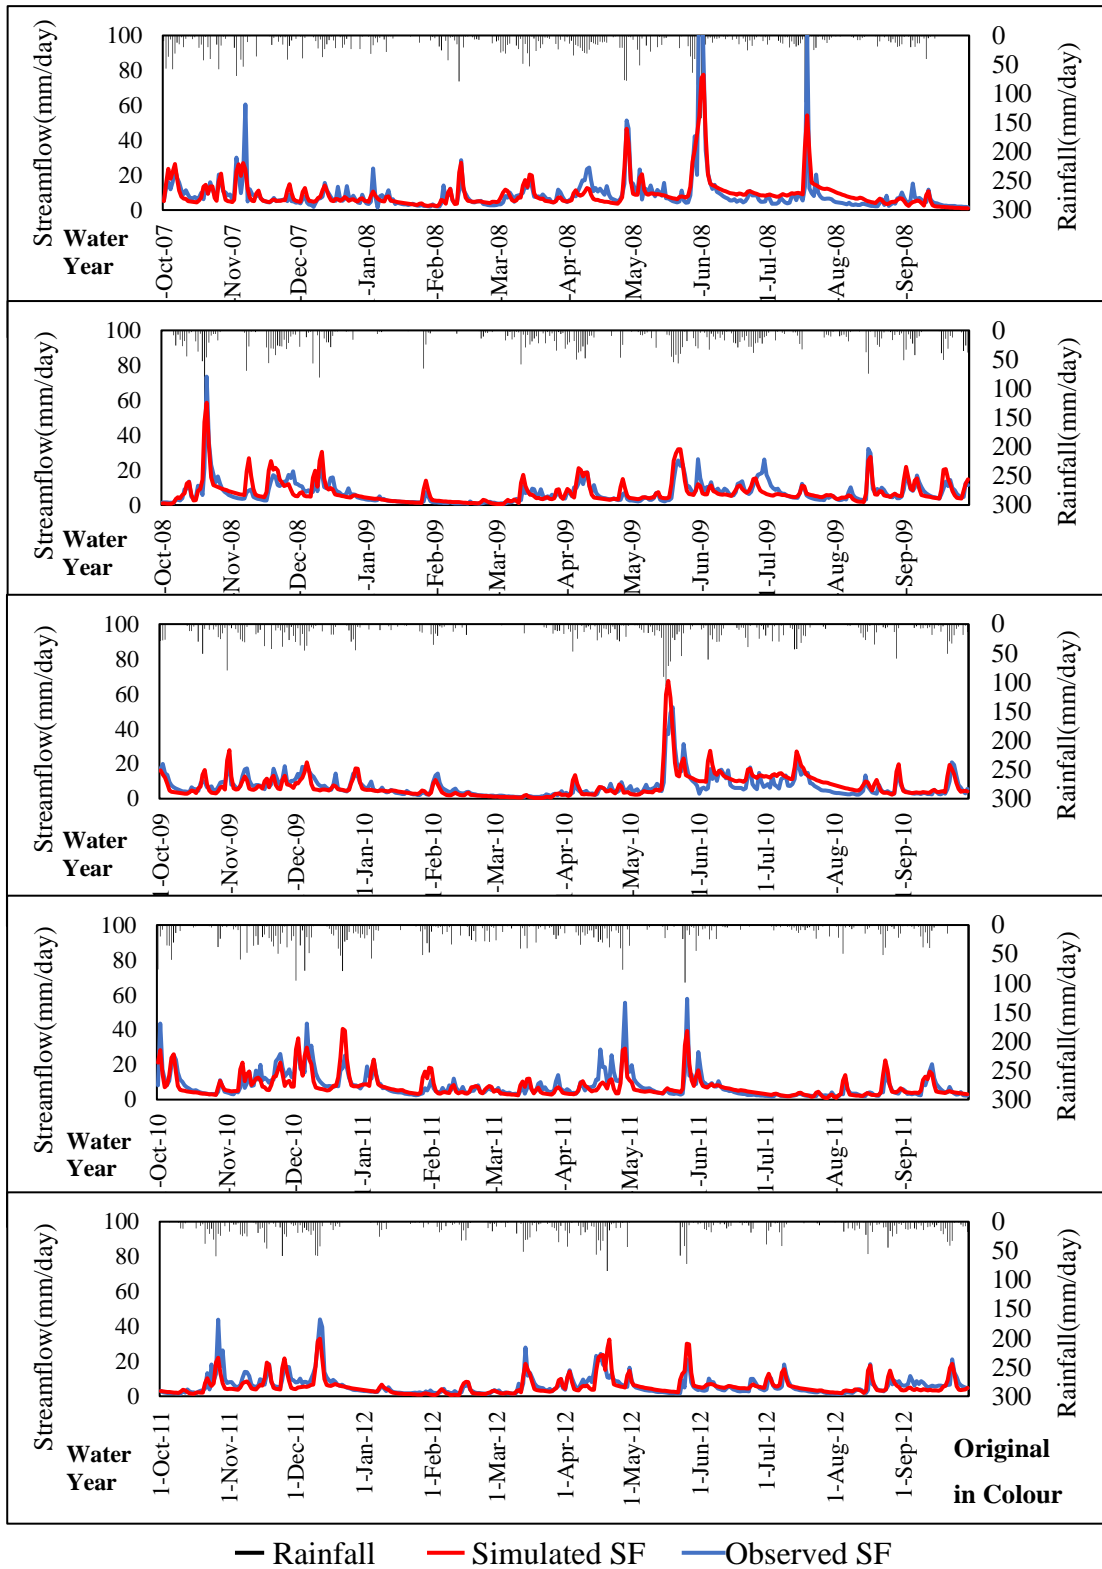 Streamflow(mm/day)
100
80
60
40
20
0
0
50
100
150
200
250
300
Rainfall(mm/day)
Water
Year
-Oct-07
-Nov-07
-Dec-07
-Jan-08
-Feb-08
-Mar-08
-Apr-08
-May-08
-Jun-08
1-Jul-08
-Aug-08
-Sep-08
Streamflow(mm/day)
100
80
60
40
20
0
0
50
100
150
200
250
300
Rainfall(mm/day)
Water
Year
-Oct-08
-Nov-08
-Dec-08
-Jan-09
-Feb-09
-Mar-09
-Apr-09
-May-09
-Jun-09
1-Jul-09
-Aug-09
-Sep-09
Streamflow(mm/day)
100
80
60
40
20
0
0
50
100
150
200
250
300
Rainfall(mm/day)
Water
Year
1-Oct-09
-Nov-09
-Dec-09
1-Jan-10
1-Feb-10
-Mar-10
1-Apr-10
-May-10
1-Jun-10
1-Jul-10
-Aug-10
1-Sep-10
Streamflow(mm/day)
100
80
60
40
20
0
0
50
100
150
200
250
300
Rainfall(mm/day)
Water
Year
-Oct-10
-Nov-10
-Dec-10
1-Jan-11
-Feb-11
-Mar-11
-Apr-11
-May-11
1-Jun-11
1-Jul-11
-Aug-11
-Sep-11
Streamflow(mm/day)
100
80
60
40
20
0
0
50
100
150
200
250
300
Rainfall(mm/day)
Water
Year
1-Oct-11
1-Nov-11
1-Dec-11
1-Jan-12
1-Feb-12
1-Mar-12
1-Apr-12
1-May-12
1-Jun-12
1-Jul-12
1-Aug-12
1-Sep-12
Original
in Colour
Rainfall
Simulated SF
Observed SF